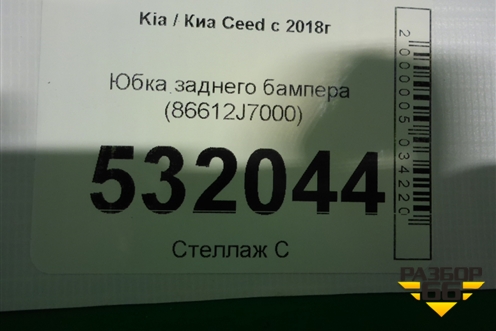 Kia / Киа Ceed с 2018г
Юбка заднего бампера
(86612J7000)
532044
Стеллаж С
2000005034220
РАЗБОР
66